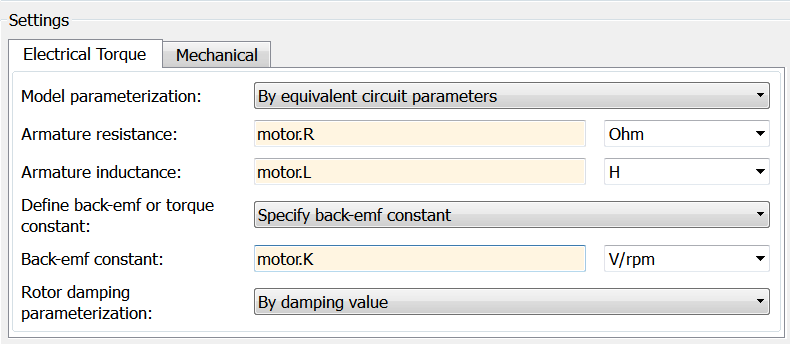 Settings
Electrical Torque Mechanical
Model parameterization: By equivalent circuit parameters
Armature resistance: motor.R Ohm
Armature inductance: motor.L H
Define back-emf or torque
constant: Specify back-emf constant
Back-emf constant: motor.K V/rpm
Rotor damping
parameterization: By damping value